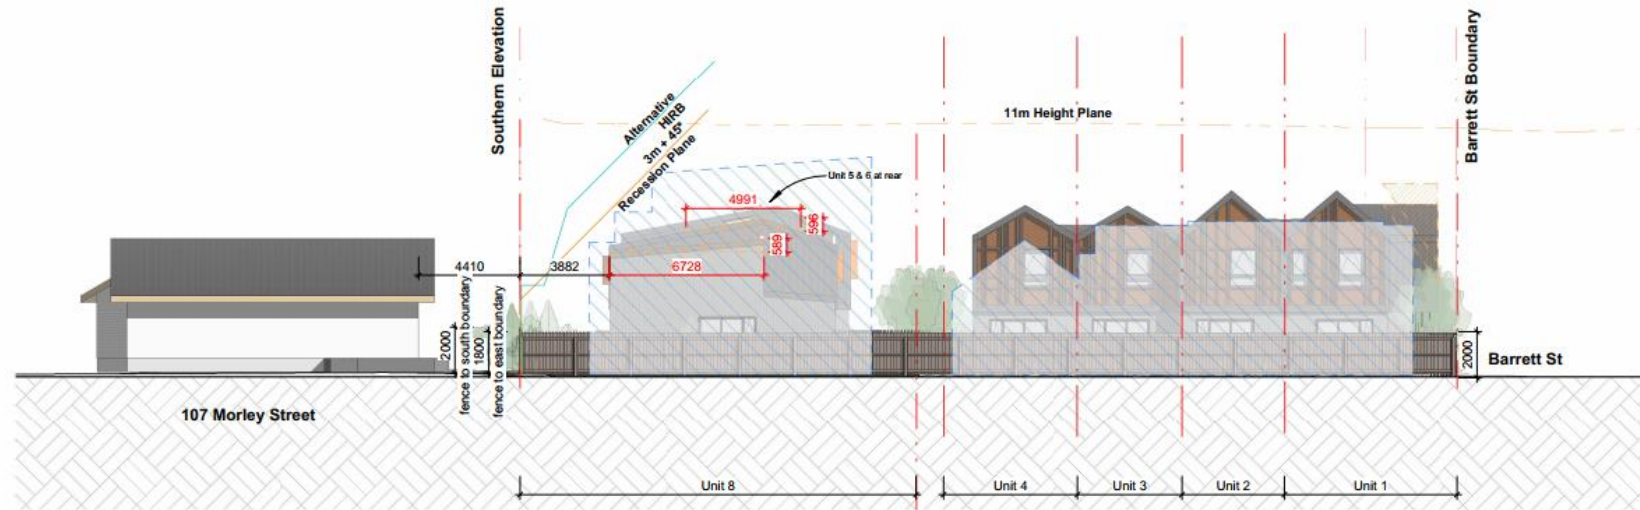 Southern Elevation
Barrett St Boundary
Alternative
HIRB
3m + 45°
Recession Plane
11m Height Plane
Unit 5 & 6 at rear
4991
596
589
4410
3882
6728
2000
fence to south boundary
1800
fence to east boundary
2000
Barrett St
107 Morley Street
Unit 8
Unit 4
Unit 3
Unit 2
Unit 1